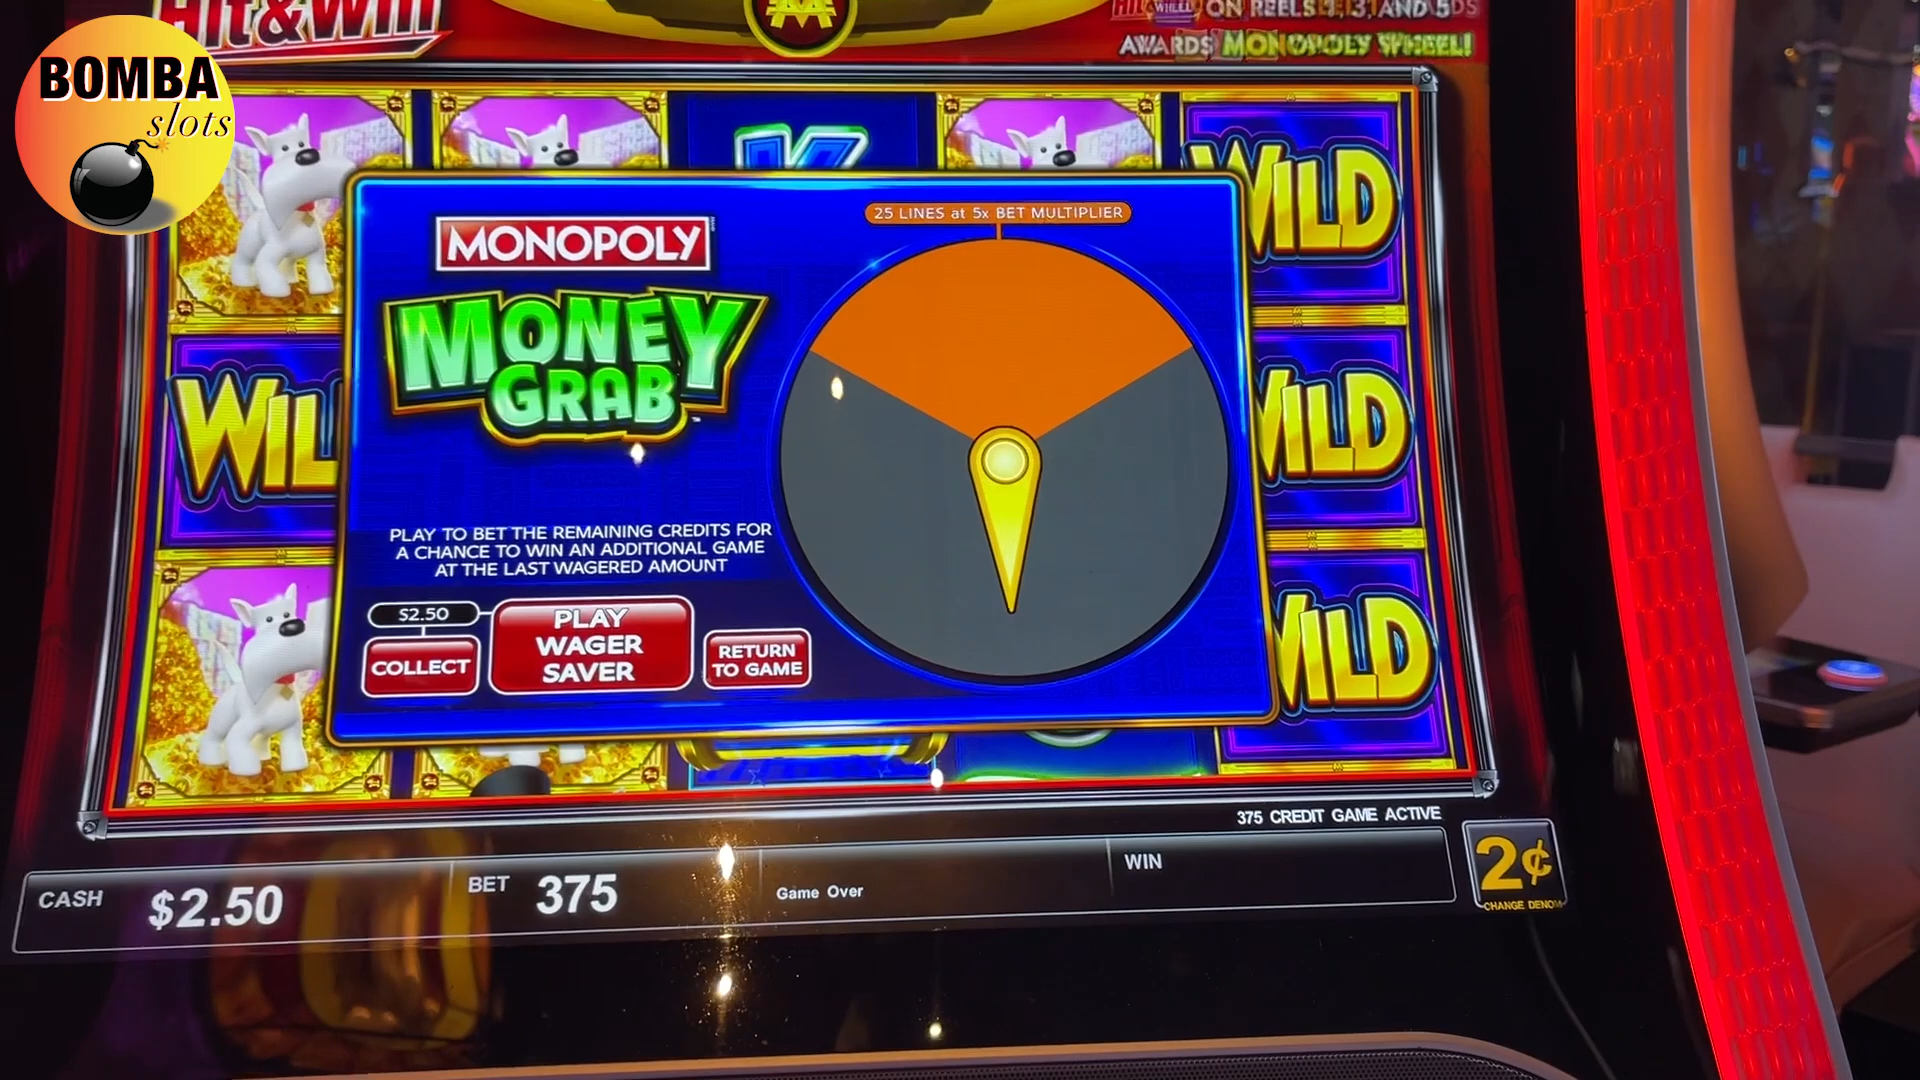 BOMBA
slots
Hit&Win
ON REELS 1, 3, AND 5
AWARDS MONOPOLY WHEEL!
K
WILD
25 LINES at 5x BET MULTIPLIER
MONOPOLY
MONEY
GRAB
WILD
WILD
PLAY TO BET THE REMAINING CREDITS FOR
A CHANCE TO WIN AN ADDITIONAL GAME
AT THE LAST WAGERED AMOUNT
$2.50
COLLECT
PLAY
WAGER
SAVER
RETURN
TO GAME
WILD
375 CREDIT GAME ACTIVE
CASH $2.50
BET 375
Game Over
WIN
2¢
CHANGE DENOM